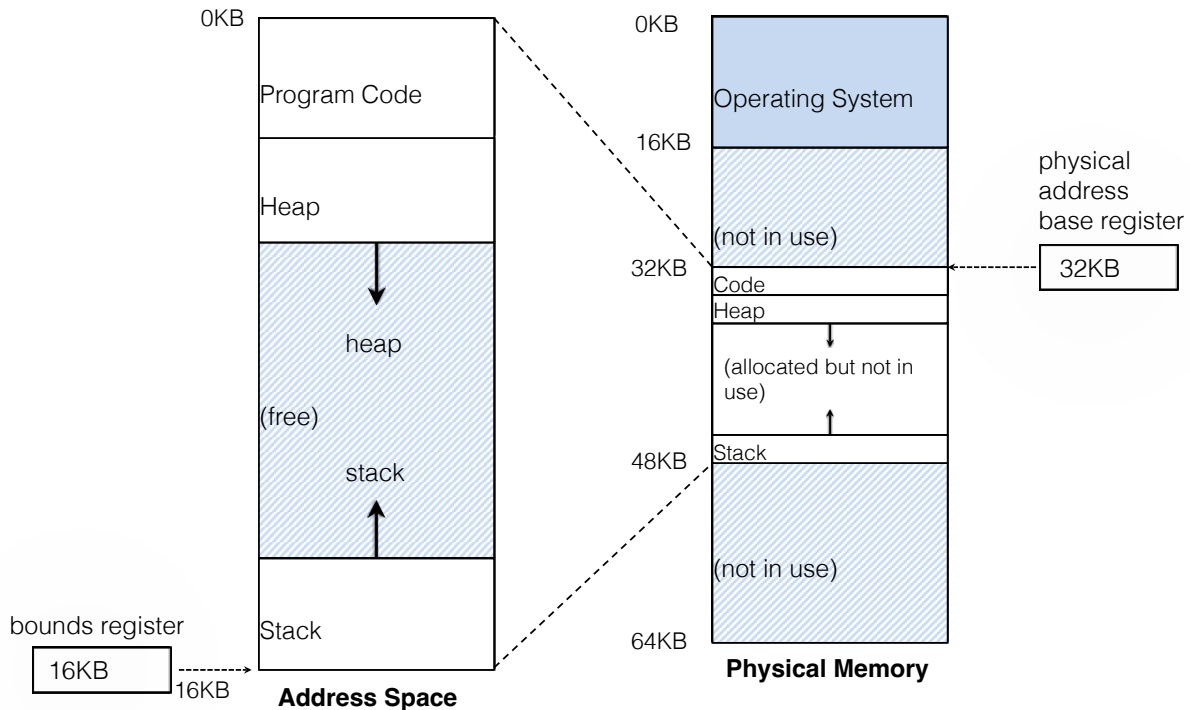 0KB
Program Code
Heap
heap
(free)
stack
Stack
bounds register
16KB
16KB
Address Space
0KB
Operating System
16KB
(not in use)
32KB
Code
Heap
(allocated but not in
use)
Stack
48KB
(not in use)
64KB
Physical Memory
physical
address
base register
32KB